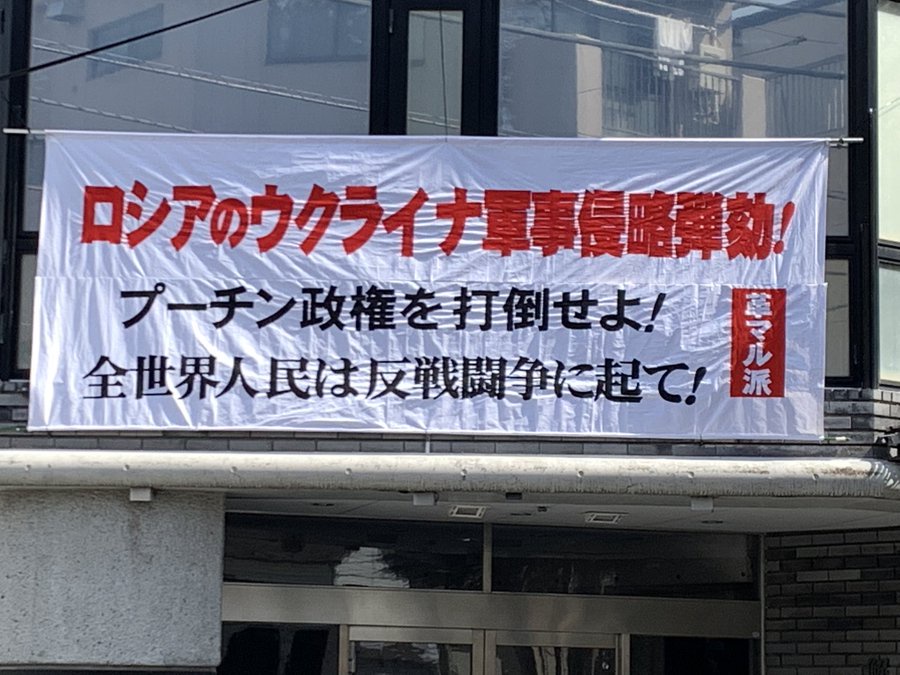 ロシアのウクライナ軍事侵略弾劾!
プーチン政権を打倒せよ!
全世界人民は反戦闘争に起て!
革マル派